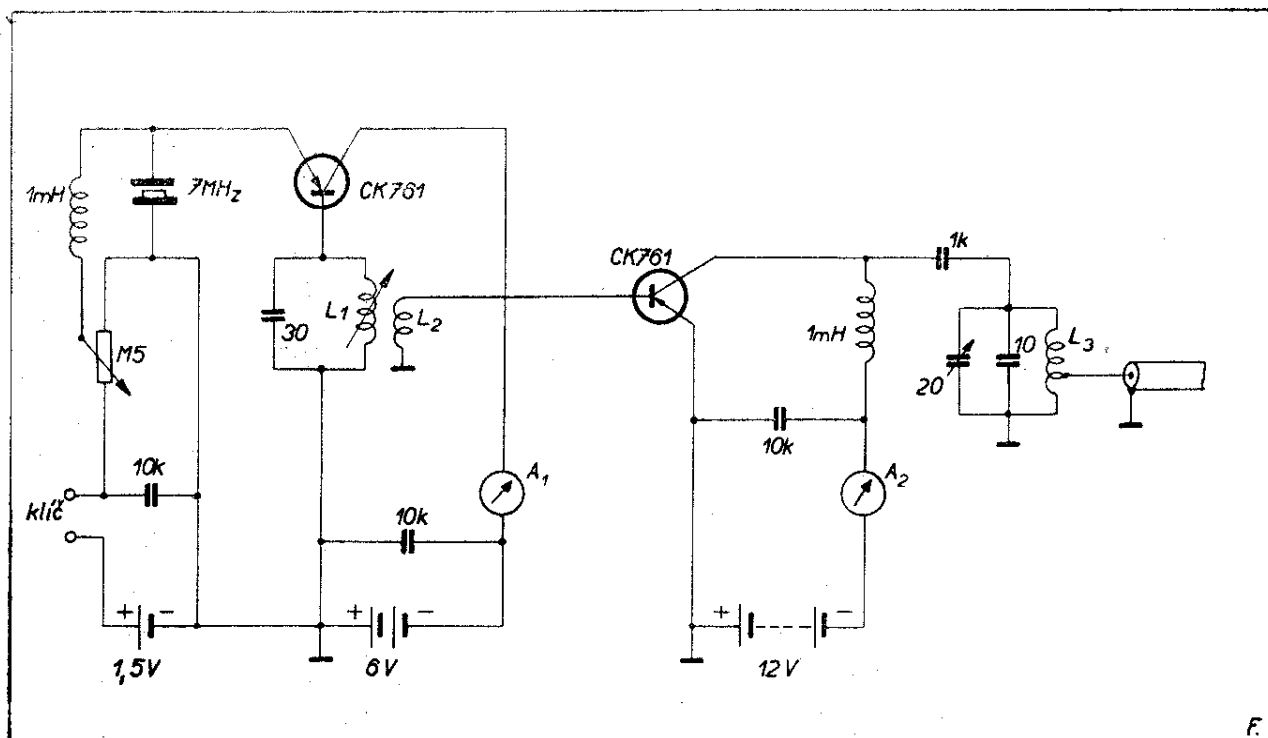 1mH
7MHz
CK761
M5
30
L1
L2
10k
klíč
10k
A1
+
−
1,5V
+
−
6V
CK761
1k
1mH
20
10
L3
10k
A2
+
−
12V
F.